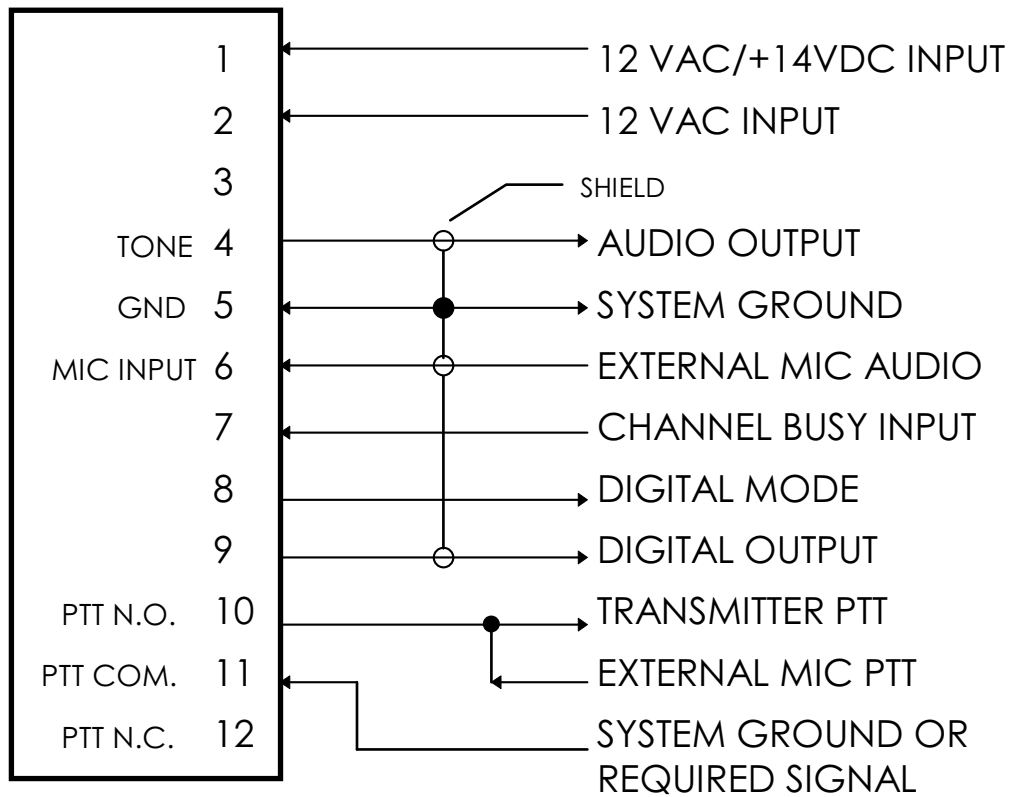 1 12 VAC/+14VDC INPUT
2 12 VAC INPUT
3
SHIELD
TONE 4 AUDIO OUTPUT
GND 5 SYSTEM GROUND
MIC INPUT 6 EXTERNAL MIC AUDIO
7 CHANNEL BUSY INPUT
8 DIGITAL MODE
9 DIGITAL OUTPUT
PTT N.O. 10 TRANSMITTER PTT
PTT COM. 11 EXTERNAL MIC PTT
PTT N.C. 12 SYSTEM GROUND OR
REQUIRED SIGNAL